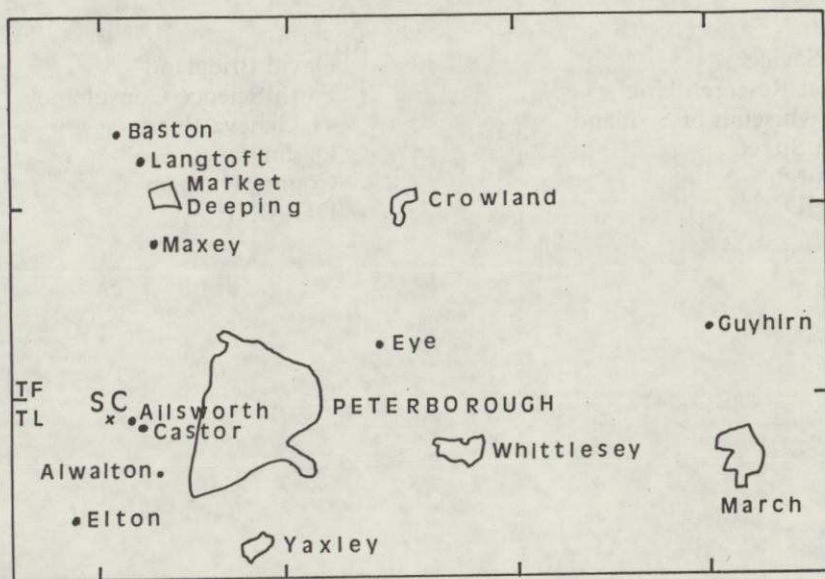 Baston
Langtoft
Market
Deeping
Crowland
Maxey
Guyhirn
Eye
TF
TL
SC
Ailsworth
PETERBOROUGH
Castor
Whittlesey
Alwalton
March
Elton
Yaxley